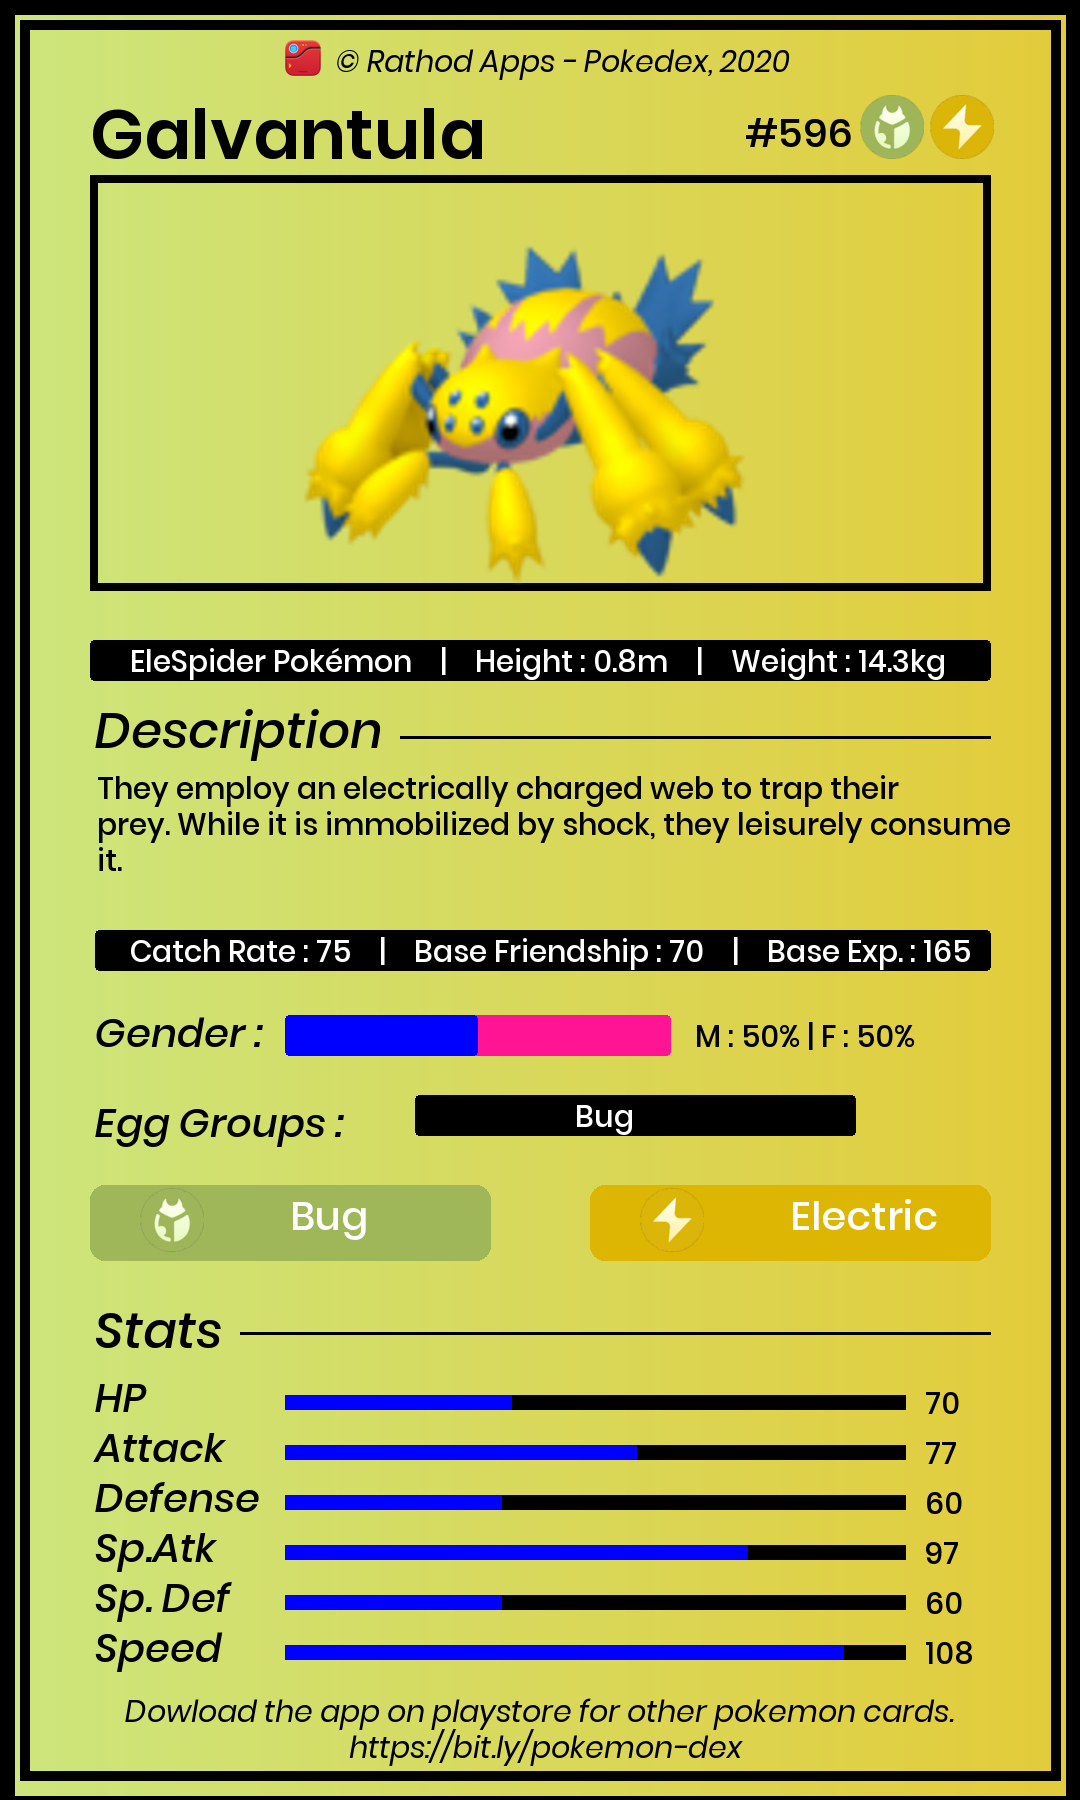 © Rathod Apps - Pokedex, 2020
Galvantula #596
EleSpider Pokémon | Height : 0.8m | Weight : 14.3kg
Description
They employ an electrically charged web to trap their
prey. While it is immobilized by shock, they leisurely consume
it.
Catch Rate : 75 | Base Friendship : 70 | Base Exp. : 165
Gender : M : 50% | F : 50%
Egg Groups : Bug
Bug Electric
Stats
HP 70
Attack 77
Defense 60
Sp.Atk 97
Sp. Def 60
Speed 108
Dowload the app on playstore for other pokemon cards.
https://bit.ly/pokemon-dex